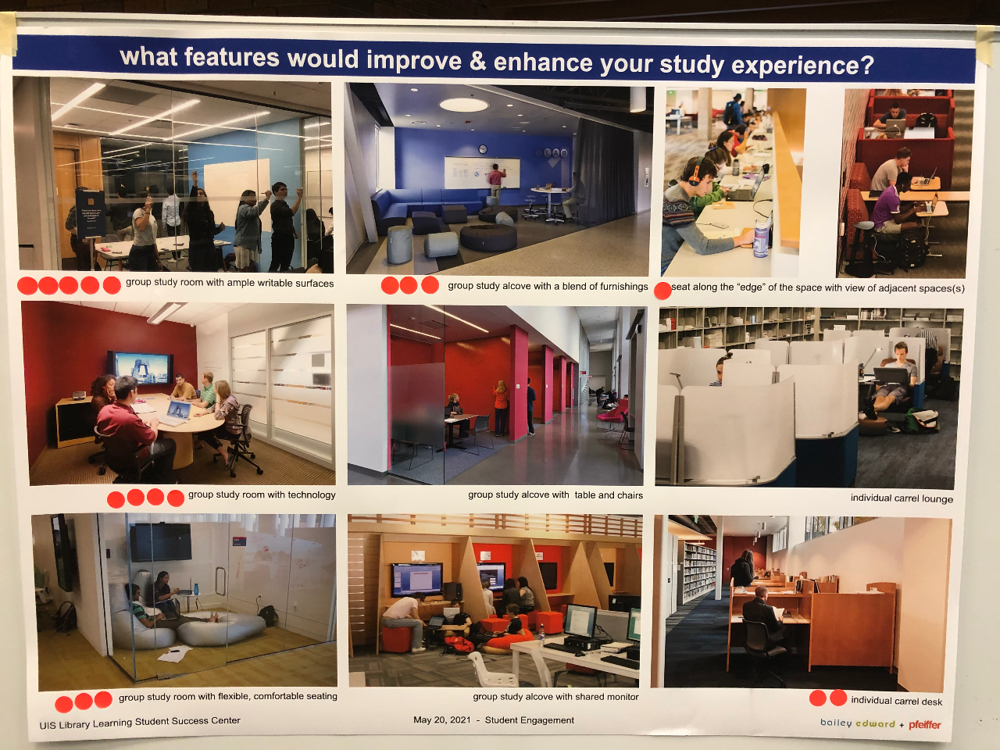 what features would improve & enhance your study experience?
LAB
group study room with ample writable surfaces
group study alcove with a blend of furnishings
seat along the “edge” of the space with view of adjacent spaces(s)
group study room with technology
group study alcove with  table and chairs
individual carrel lounge
group study room with flexible, comfortable seating
group study alcove with shared monitor
individual carrel desk
UIS Library Learning Student Success Center
May 20, 2021 - Student Engagement
bailey edward + pfeiffer